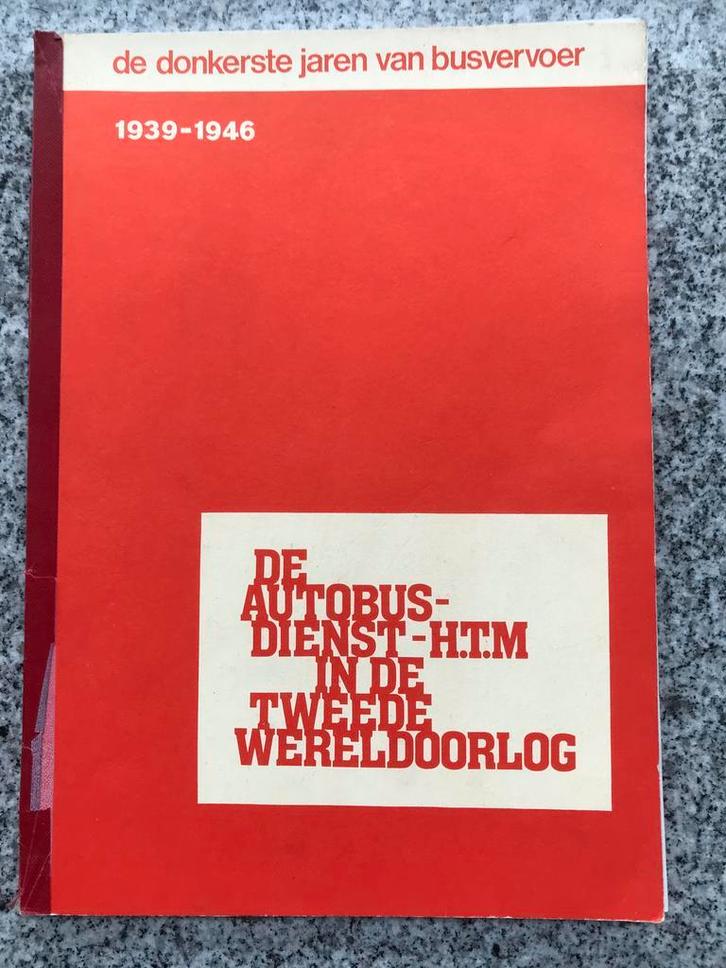 de donkerste jaren van busvervoer
1939-1946
DE
AUTOBUS-
DIENST-H.T.M
IN DE
TWEEDE
WERELDOORLOG